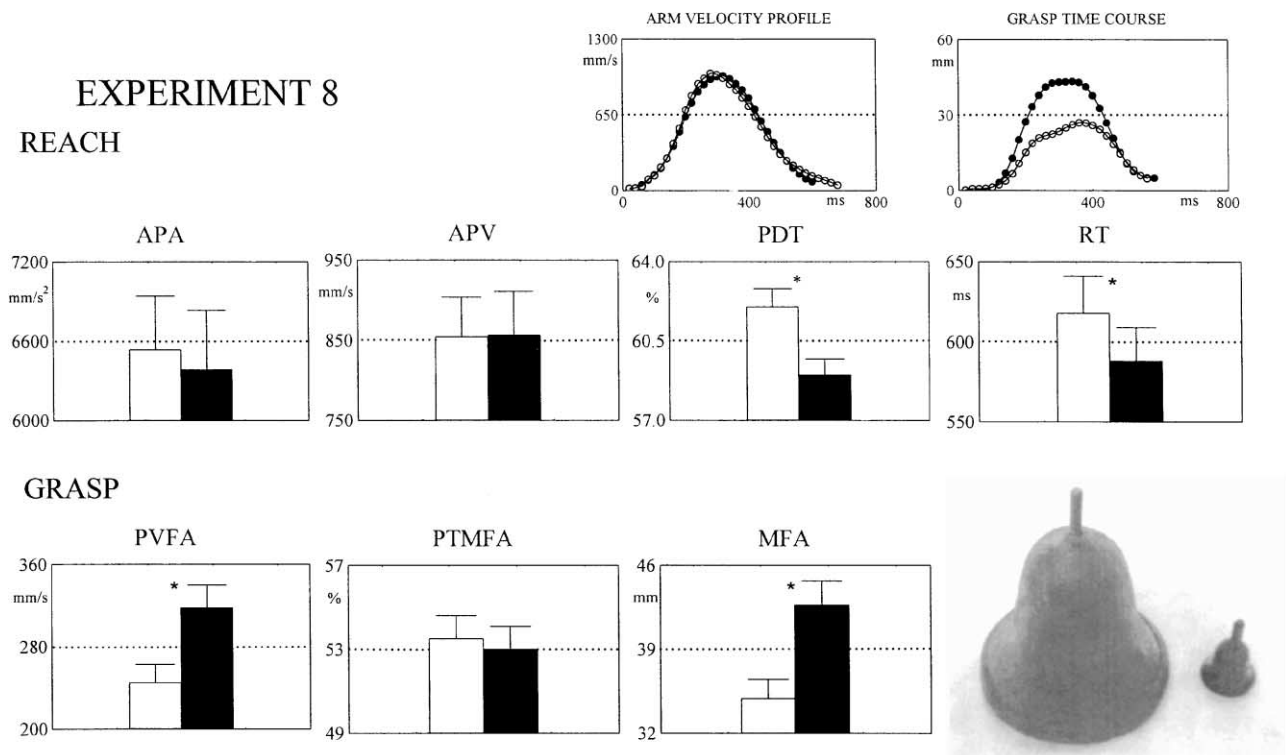 ARM VELOCITY PROFILE
GRASP TIME COURSE
1300
mm/s
650
0
0
400
ms
800
60
mm
30
0
0
400
ms
800
EXPERIMENT 8
REACH
APA
7200
mm/s²
6600
6000
APV
950
mm/s
850
750
PDT
64.0
%
60.5
57.0
*
RT
650
ms
600
550
*
GRASP
PVFA
360
mm/s
280
200
*
PTMFA
57
%
53
49
MFA
46
mm
39
32
*